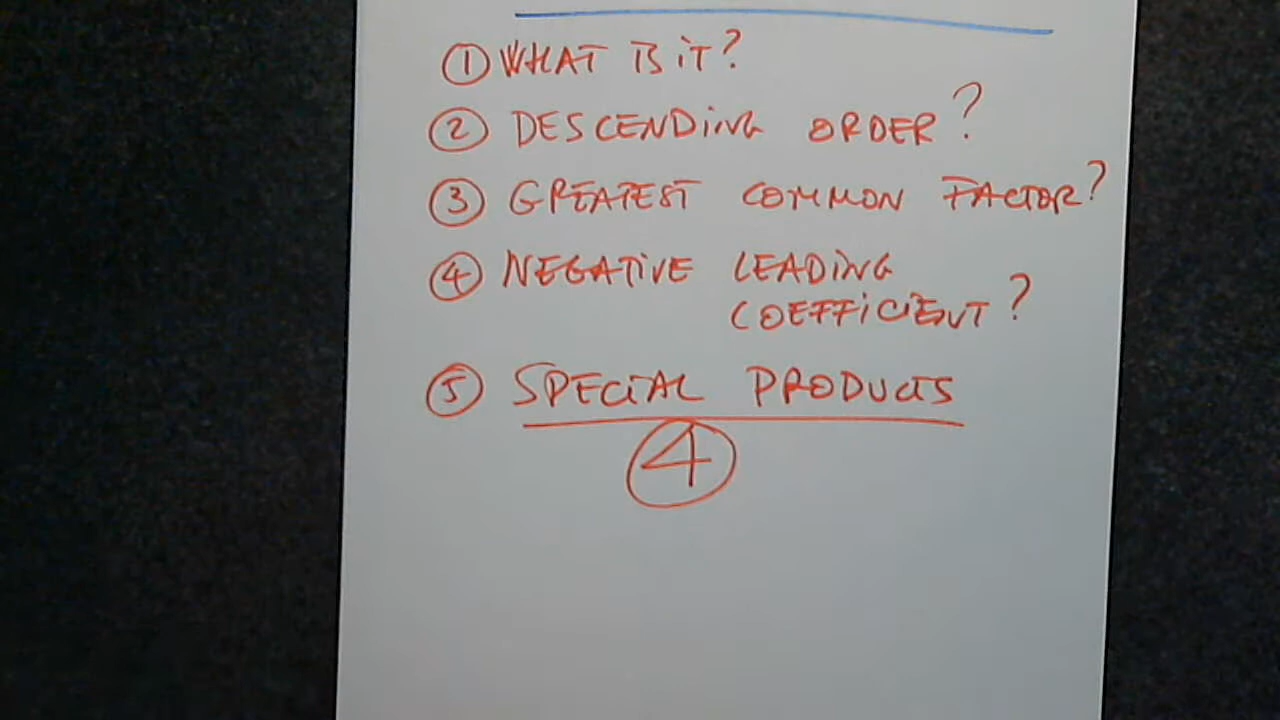 ① WHAT IS IT?
② DESCENDING ORDER?
③ GREATEST COMMON FACTOR?
④ NEGATIVE LEADING
COEFFICIENT?
⑤ SPECIAL PRODUCTS
④